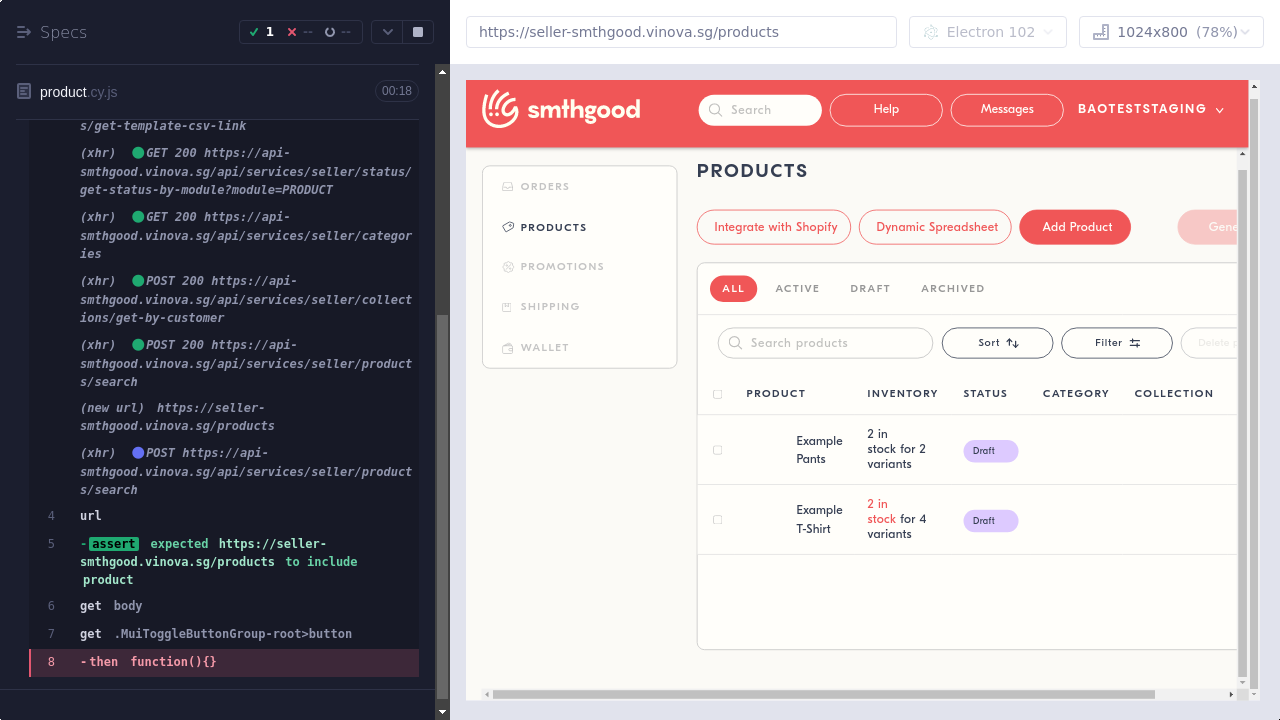 Specs
1
--
--
product.cy.js
00:18
s/get-template-csv-link
(xhr) GET 200 https://api-
smthgood.vinova.sg/api/services/seller/status/
get-status-by-module?module=PRODUCT
(xhr) GET 200 https://api-
smthgood.vinova.sg/api/services/seller/categor
ies
(xhr) POST 200 https://api-
smthgood.vinova.sg/api/services/seller/collect
ions/get-by-customer
(xhr) POST 200 https://api-
smthgood.vinova.sg/api/services/seller/product
s/search
(new url) https://seller-
smthgood.vinova.sg/products
(xhr) POST https://api-
smthgood.vinova.sg/api/services/seller/product
s/search
4 url
5 -assert expected https://seller-
smthgood.vinova.sg/products to include
product
6 get body
7 get .MuiToggleButtonGroup-root>button
8 -then function(){}
https://seller-smthgood.vinova.sg/products
Electron 102
1024x800 (78%)
smthgood
Search
Help
Messages
BAOTESTSTAGING
ORDERS
PRODUCTS
PROMOTIONS
SHIPPING
WALLET
PRODUCTS
Integrate with Shopify
Dynamic Spreadsheet
Add Product
Gene
ALL
ACTIVE
DRAFT
ARCHIVED
Search products
Sort
Filter
Delete p
PRODUCT
INVENTORY
STATUS
CATEGORY
COLLECTION
Example
Pants
2 in
stock for 2
variants
Draft
Example
T-Shirt
2 in
stock for 4
variants
Draft